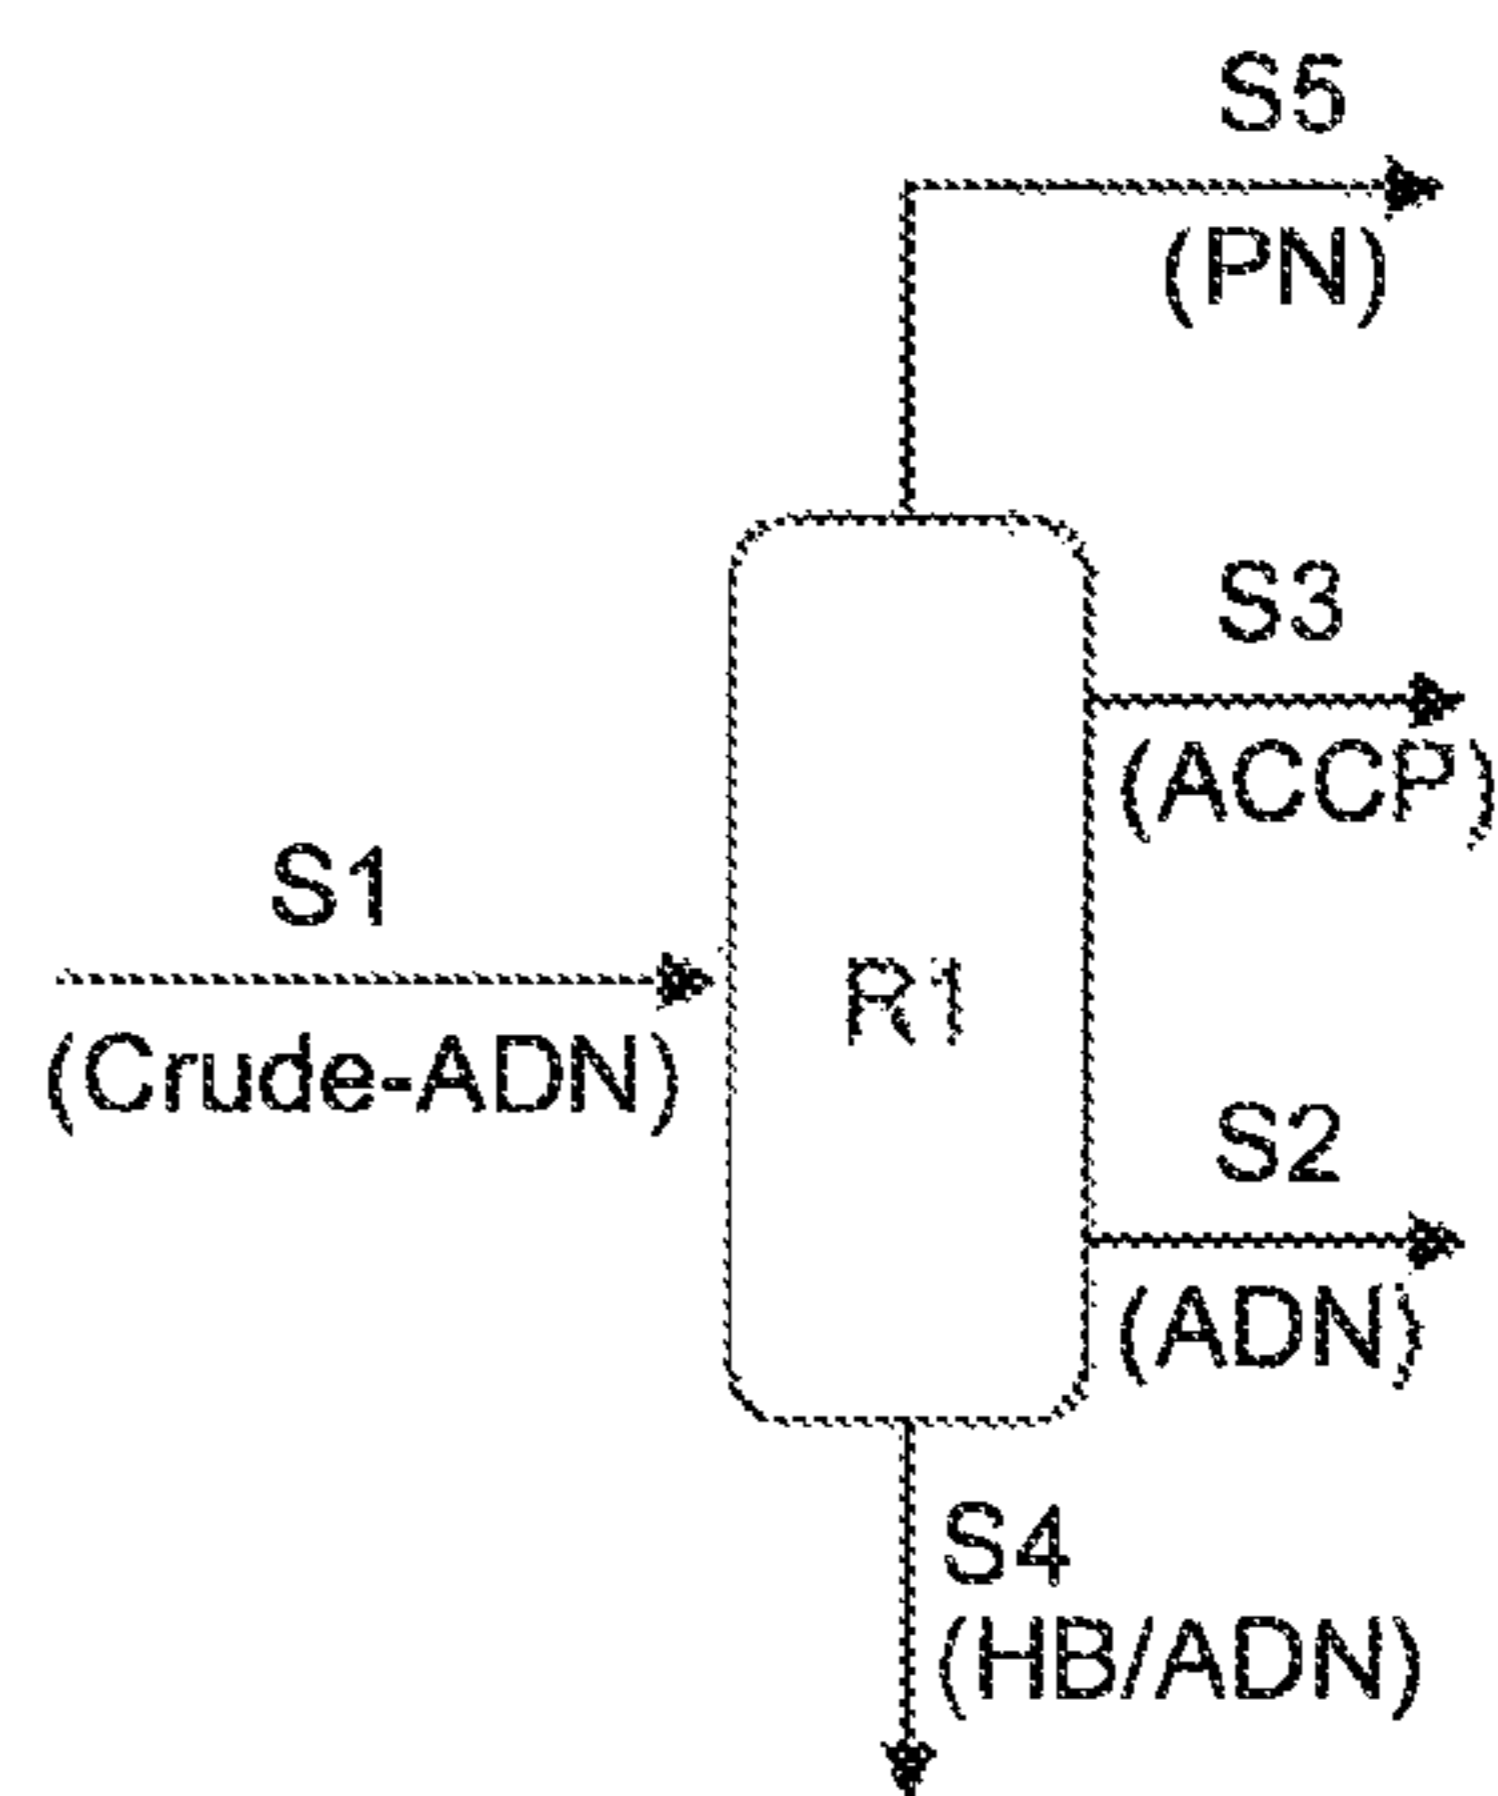 S5
(PN)
S3
(ACCP)
S1
(Crude-ADN)
R1
S2
(ADN)
S4
(HB/ADN)